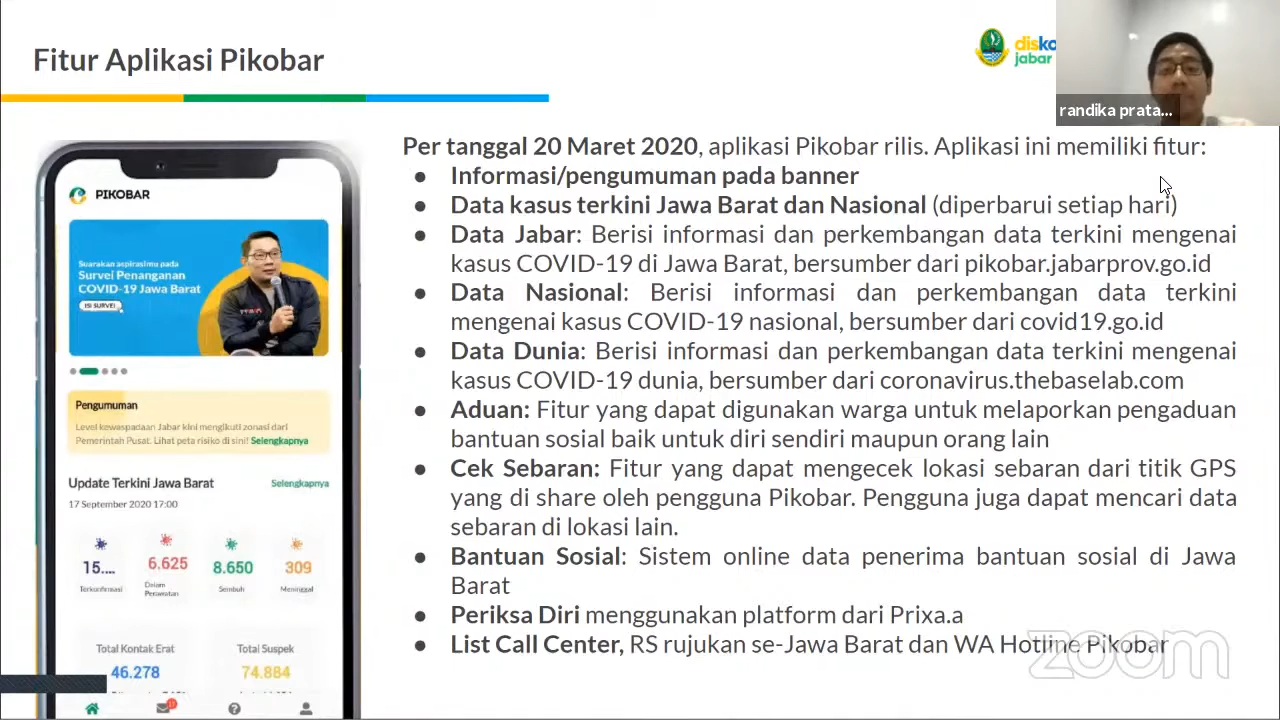 Fitur Aplikasi Pikobar
jabar
randika prata...
Per tanggal 20 Maret 2020, aplikasi Pikobar rilis. Aplikasi ini memiliki fitur:
● Informasi/pengumuman pada banner
● Data kasus terkini Jawa Barat dan Nasional (diperbarui setiap hari)
● Data Jabar: Berisi informasi dan perkembangan data terkini mengenai
kasus COVID-19 di Jawa Barat, bersumber dari pikobar.jabarprov.go.id
● Data Nasional: Berisi informasi dan perkembangan data terkini
mengenai kasus COVID-19 nasional, bersumber dari covid19.go.id
● Data Dunia: Berisi informasi dan perkembangan data terkini mengenai
kasus COVID-19 dunia, bersumber dari coronavirus.thebaselab.com
● Aduan: Fitur yang dapat digunakan warga untuk melaporkan pengaduan
bantuan sosial baik untuk diri sendiri maupun orang lain
● Cek Sebaran: Fitur yang dapat mengecek lokasi sebaran dari titik GPS
yang di share oleh pengguna Pikobar. Pengguna juga dapat mencari data
sebaran di lokasi lain.
● Bantuan Sosial: Sistem online data penerima bantuan sosial di Jawa
Barat
● Periksa Diri menggunakan platform dari Prixa.a
● List Call Center, RS rujukan se-Jawa Barat dan WA Hotline Pikobar
PIKOBAR
Suarakan aspirasimu pada
Survei Penanganan
COVID-19 Jawa Barat
ISI SURVEI
Pengumuman
Level kewaspadaan Jabar kini mengikuti zonasi dari
Pemerintah Pusat. Lihat peta risiko di sini! Selengkapnya
Update Terkini Jawa Barat Selengkapnya
17 September 2020 17:00
15.... 6.625 8.650 309
Terkonfirmasi Dalam Perawatan Sembuh Meninggal
Total Kontak Erat Total Suspek
46.278 74.884
zoom